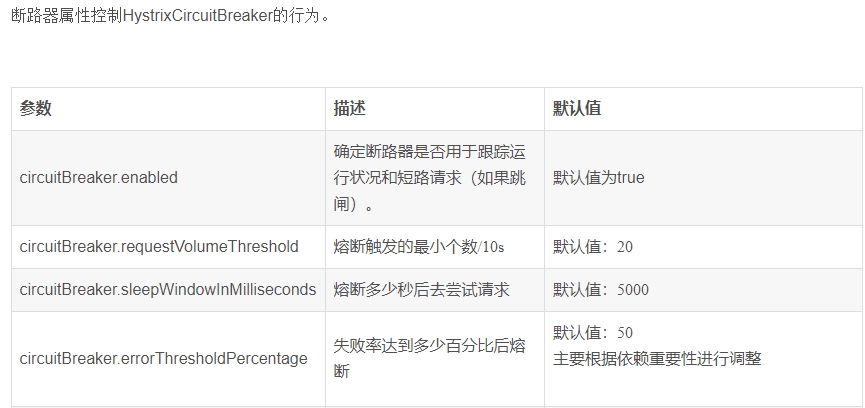 断路器属性控制HystrixCircuitBreaker的行为。
参数 描述 默认值
circuitBreaker.enabled 确定断路器是否用于跟踪运
行状况和短路请求（如果跳
闸）。 默认值为true
circuitBreaker.requestVolumeThreshold 熔断触发的最小个数/10s 默认值：20
circuitBreaker.sleepWindowInMilliseconds 熔断多少秒后去尝试请求 默认值：5000
circuitBreaker.errorThresholdPercentage 失败率达到多少百分比后熔
断 默认值：50
主要根据依赖重要性进行调整